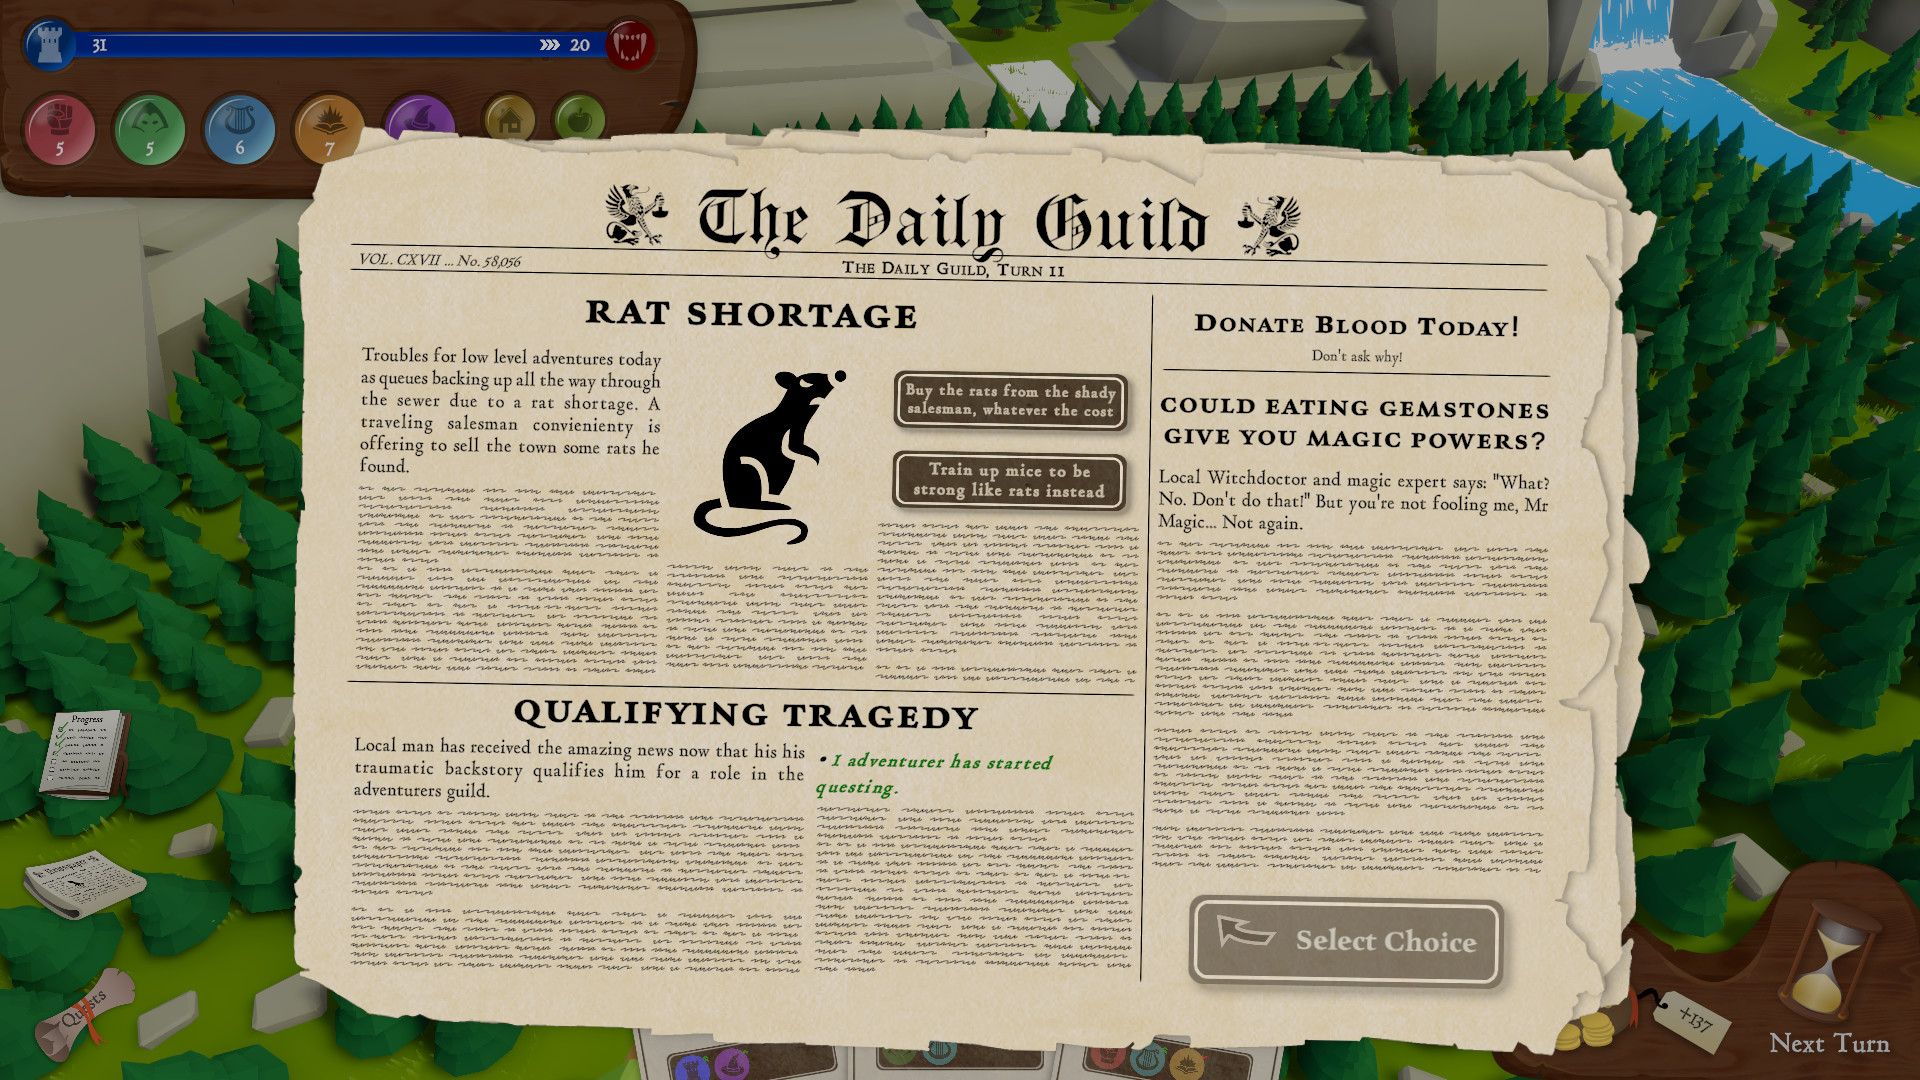 31
20
5
5
6
7
The Daily Guild
VOL. CXVII ... No. 58,056
The Daily Guild, Turn 11
RAT SHORTAGE
Troubles for low level adventures today
as queues backing up all the way through
the sewer due to a rat shortage. A
traveling salesman convienienty is
offering to sell the town some rats he
found.
Buy the rats from the shady
salesman, whatever the cost
Train up mice to be
strong like rats instead
QUALIFYING TRAGEDY
Local man has received the amazing news now that his his
traumatic backstory qualifies him for a role in the
adventurers guild.
• 1 adventurer has started
questing.
Donate Blood Today!
Don't ask why!
COULD EATING GEMSTONES
GIVE YOU MAGIC POWERS?
Local Witchdoctor and magic expert says: "What?
No. Don't do that!" But you're not fooling me, Mr
Magic... Not again.
Select Choice
Progress
Quests
+137
Next Turn